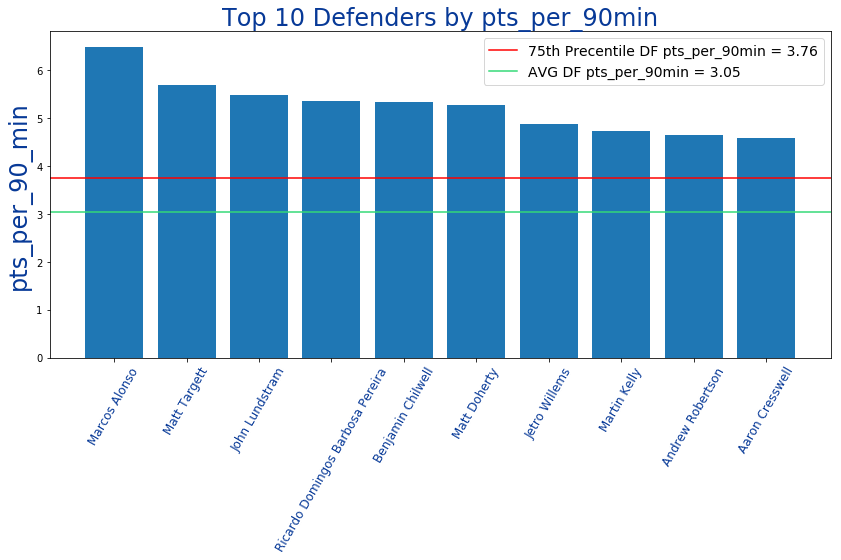 Top 10 Defenders by pts_per_90min
75th Precentile DF pts_per_90min = 3.76
AVG DF pts_per_90min = 3.05
pts_per_90_min
6
5
4
3
2
1
0
Marcos Alonso
Matt Targett
John Lundstram
Ricardo Domingos Barbosa Pereira
Benjamin Chilwell
Matt Doherty
Jetro Willems
Martin Kelly
Andrew Robertson
Aaron Cresswell